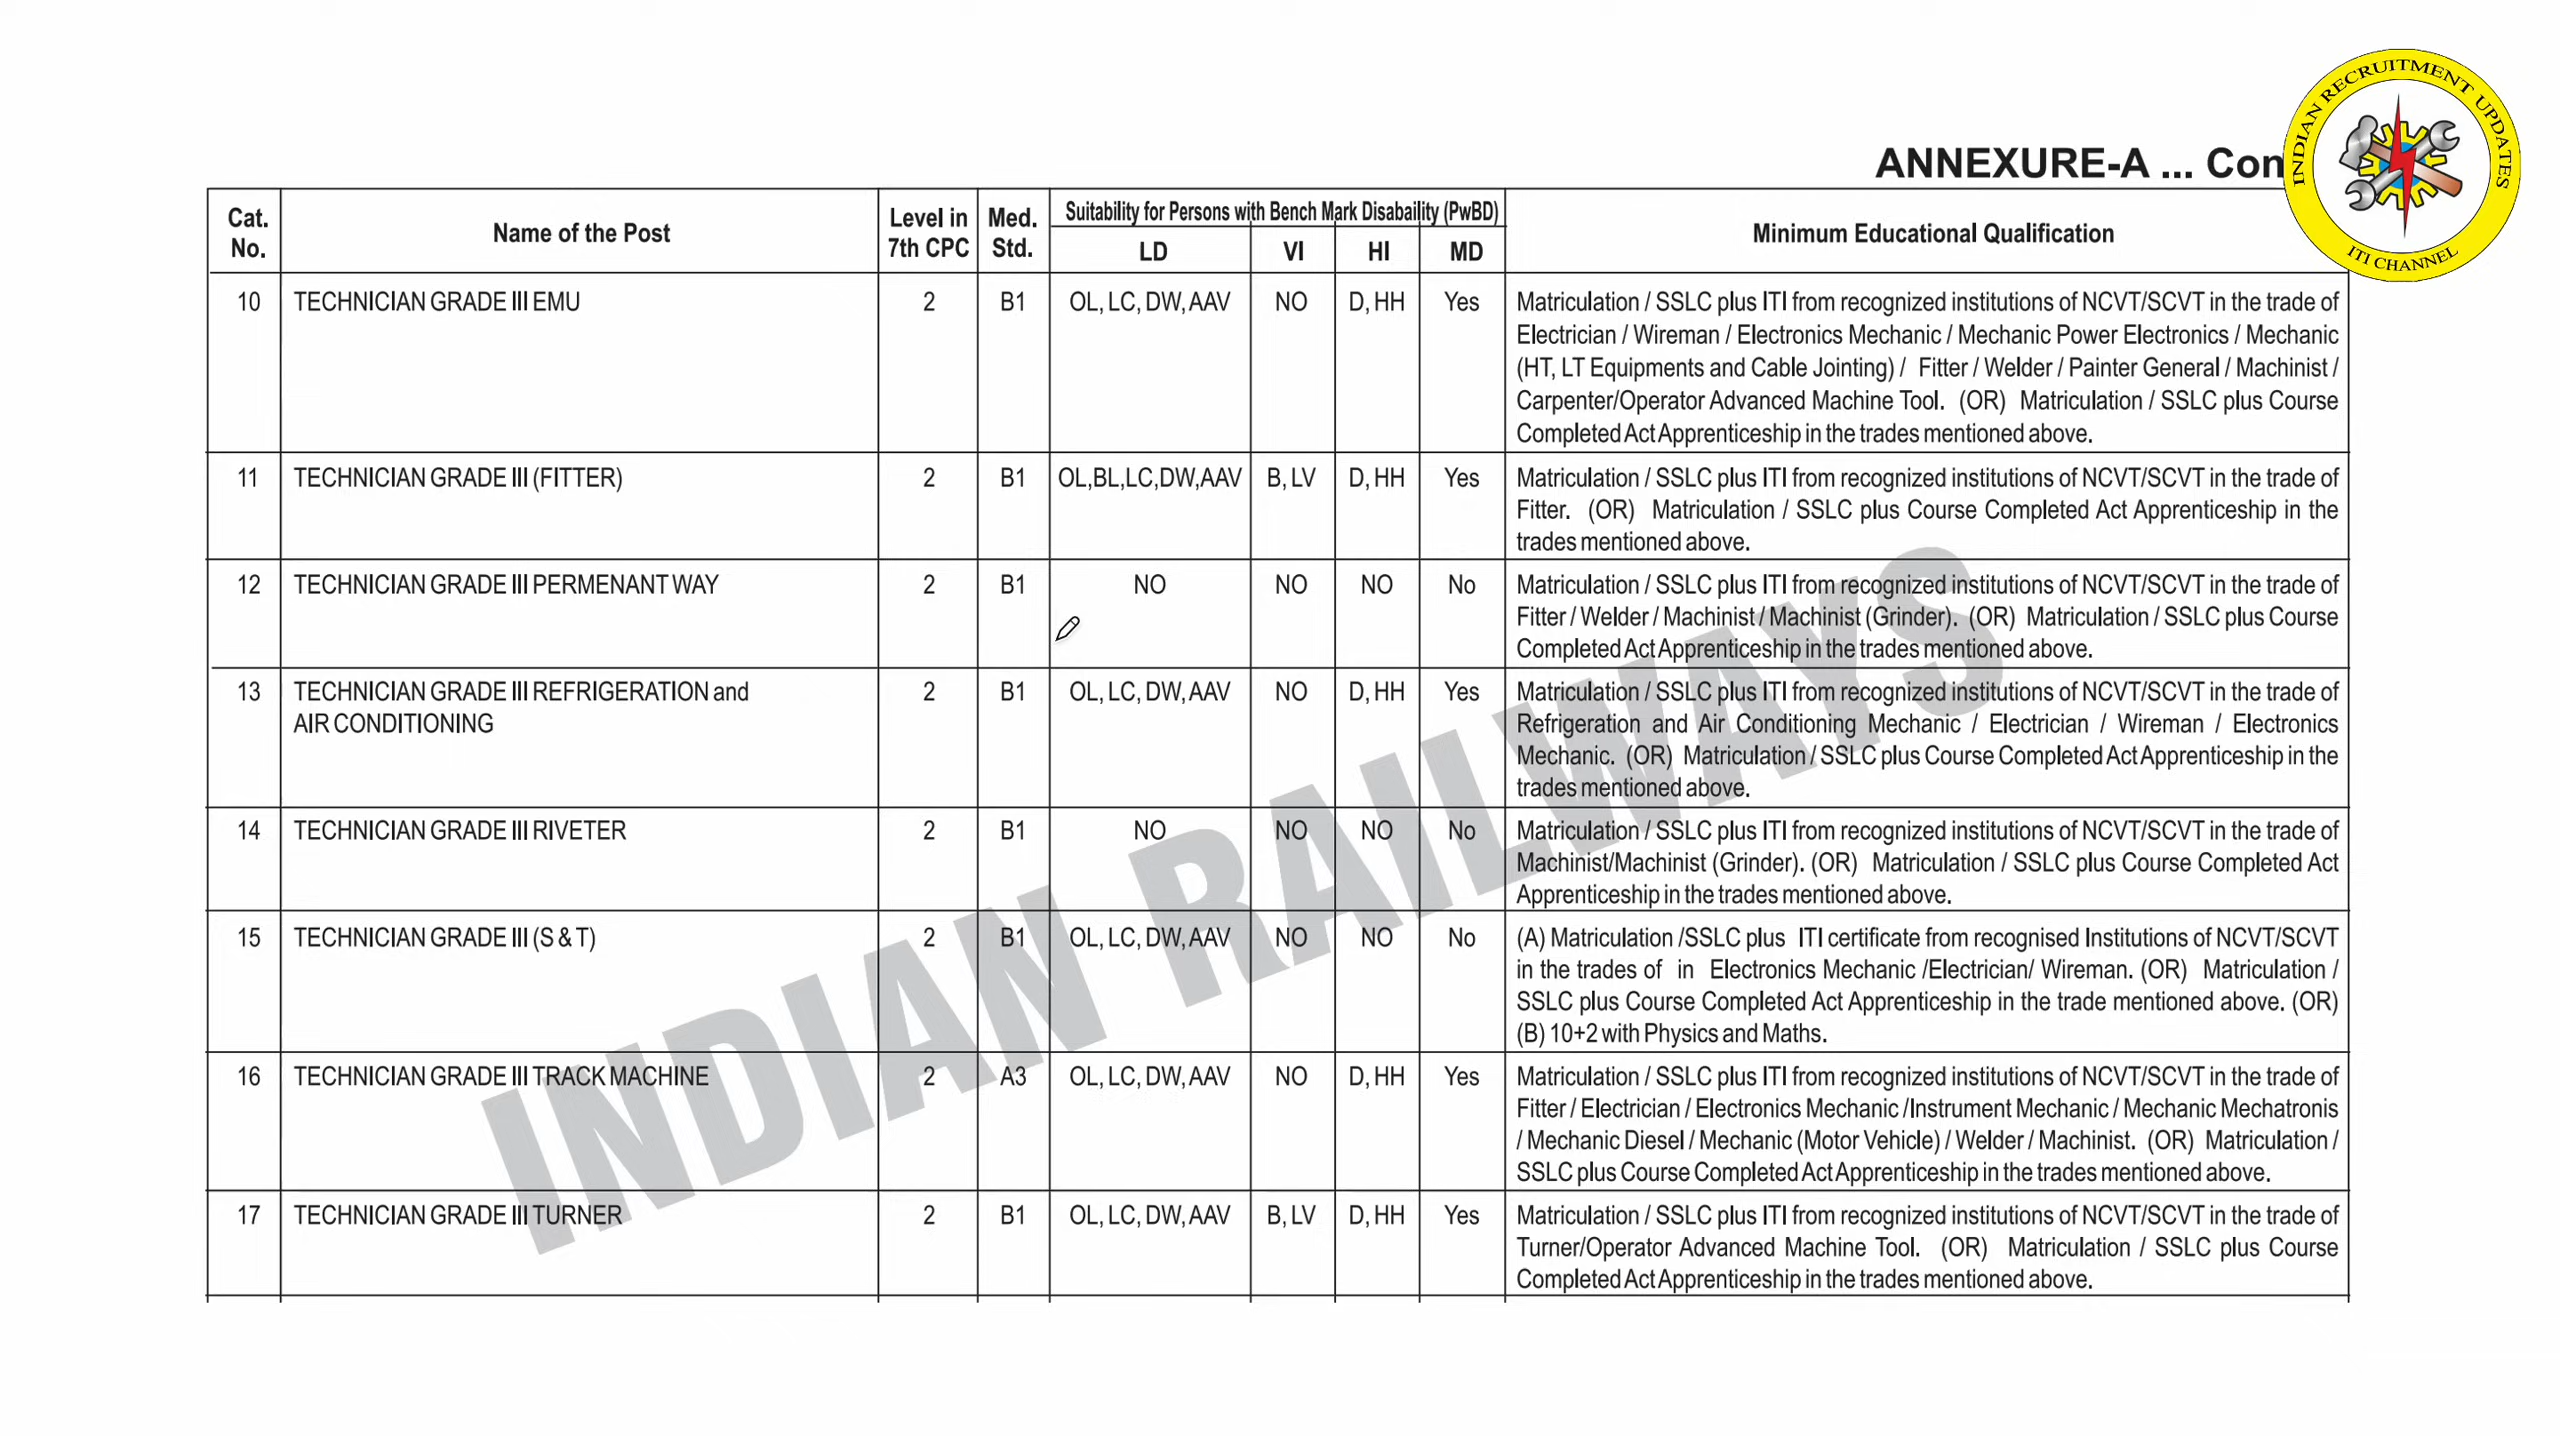 INDIAN RECRUITMENT UPDATES
ITI CHANNEL
ANNEXURE-A ... Con
Cat. No.
Name of the Post
Level in 7th CPC
Med. Std.
Suitability for Persons with Bench Mark Disabaility (PwBD)
LD VI HI MD
Minimum Educational Qualification
10 TECHNICIAN GRADE III EMU 2 B1 OL, LC, DW, AAV NO D, HH Yes Matriculation / SSLC plus ITI from recognized institutions of NCVT/SCVT in the trade of
Electrician / Wireman / Electronics Mechanic / Mechanic Power Electronics / Mechanic
(HT, LT Equipments and Cable Jointing) / Fitter / Welder / Painter General / Machinist /
Carpenter/Operator Advanced Machine Tool. (OR) Matriculation / SSLC plus Course
Completed Act Apprenticeship in the trades mentioned above.
11 TECHNICIAN GRADE III (FITTER) 2 B1 OL,BL,LC,DW,AAV B, LV D, HH Yes Matriculation / SSLC plus ITI from recognized institutions of NCVT/SCVT in the trade of
Fitter. (OR) Matriculation / SSLC plus Course Completed Act Apprenticeship in the
trades mentioned above.
12 TECHNICIAN GRADE III PERMENANT WAY 2 B1 NO NO NO No Matriculation / SSLC plus ITI from recognized institutions of NCVT/SCVT in the trade of
Fitter / Welder / Machinist / Machinist (Grinder). (OR) Matriculation / SSLC plus Course
Completed Act Apprenticeship in the trades mentioned above.
13 TECHNICIAN GRADE III REFRIGERATION and 2 B1 OL, LC, DW, AAV NO D, HH Yes Matriculation / SSLC plus ITI from recognized institutions of NCVT/SCVT in the trade of
AIR CONDITIONING Refrigeration and Air Conditioning Mechanic / Electrician / Wireman / Electronics
Mechanic. (OR) Matriculation / SSLC plus Course Completed Act Apprenticeship in the
trades mentioned above.
14 TECHNICIAN GRADE III RIVETER 2 B1 NO NO NO No Matriculation / SSLC plus ITI from recognized institutions of NCVT/SCVT in the trade of
Machinist/Machinist (Grinder). (OR) Matriculation / SSLC plus Course Completed Act
Apprenticeship in the trades mentioned above.
15 TECHNICIAN GRADE III (S & T) 2 B1 OL, LC, DW, AAV NO NO No (A) Matriculation /SSLC plus ITI certificate from recognised Institutions of NCVT/SCVT
in the trades of in Electronics Mechanic /Electrician/ Wireman. (OR) Matriculation /
SSLC plus Course Completed Act Apprenticeship in the trade mentioned above. (OR)
(B) 10+2 with Physics and Maths.
16 TECHNICIAN GRADE III TRACK MACHINE 2 A3 OL, LC, DW, AAV NO D, HH Yes Matriculation / SSLC plus ITI from recognized institutions of NCVT/SCVT in the trade of
Fitter / Electrician / Electronics Mechanic /Instrument Mechanic / Mechanic Mechatronis
/ Mechanic Diesel / Mechanic (Motor Vehicle) / Welder / Machinist. (OR) Matriculation /
SSLC plus Course Completed Act Apprenticeship in the trades mentioned above.
17 TECHNICIAN GRADE III TURNER 2 B1 OL, LC, DW, AAV B, LV D, HH Yes Matriculation / SSLC plus ITI from recognized institutions of NCVT/SCVT in the trade of
Turner/Operator Advanced Machine Tool. (OR) Matriculation / SSLC plus Course
Completed Act Apprenticeship in the trades mentioned above.
INDIAN RAILWAYS